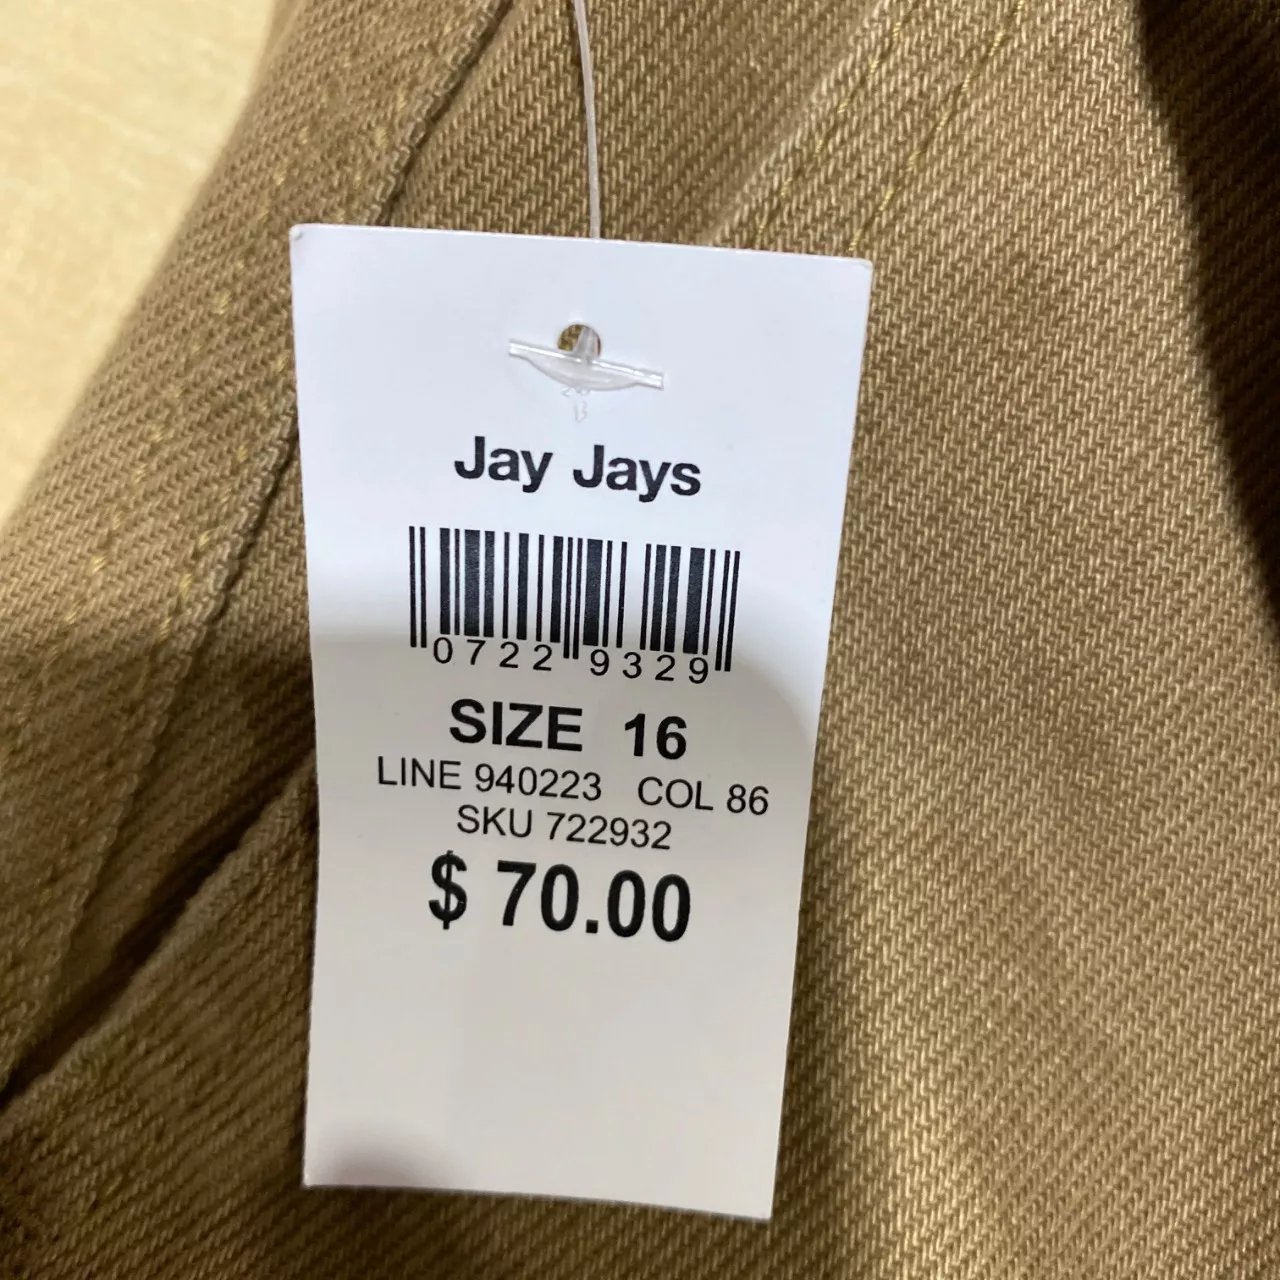 Jay Jays
0722 9329
SIZE 16
LINE 940223 COL 86
SKU 722932
$ 70.00